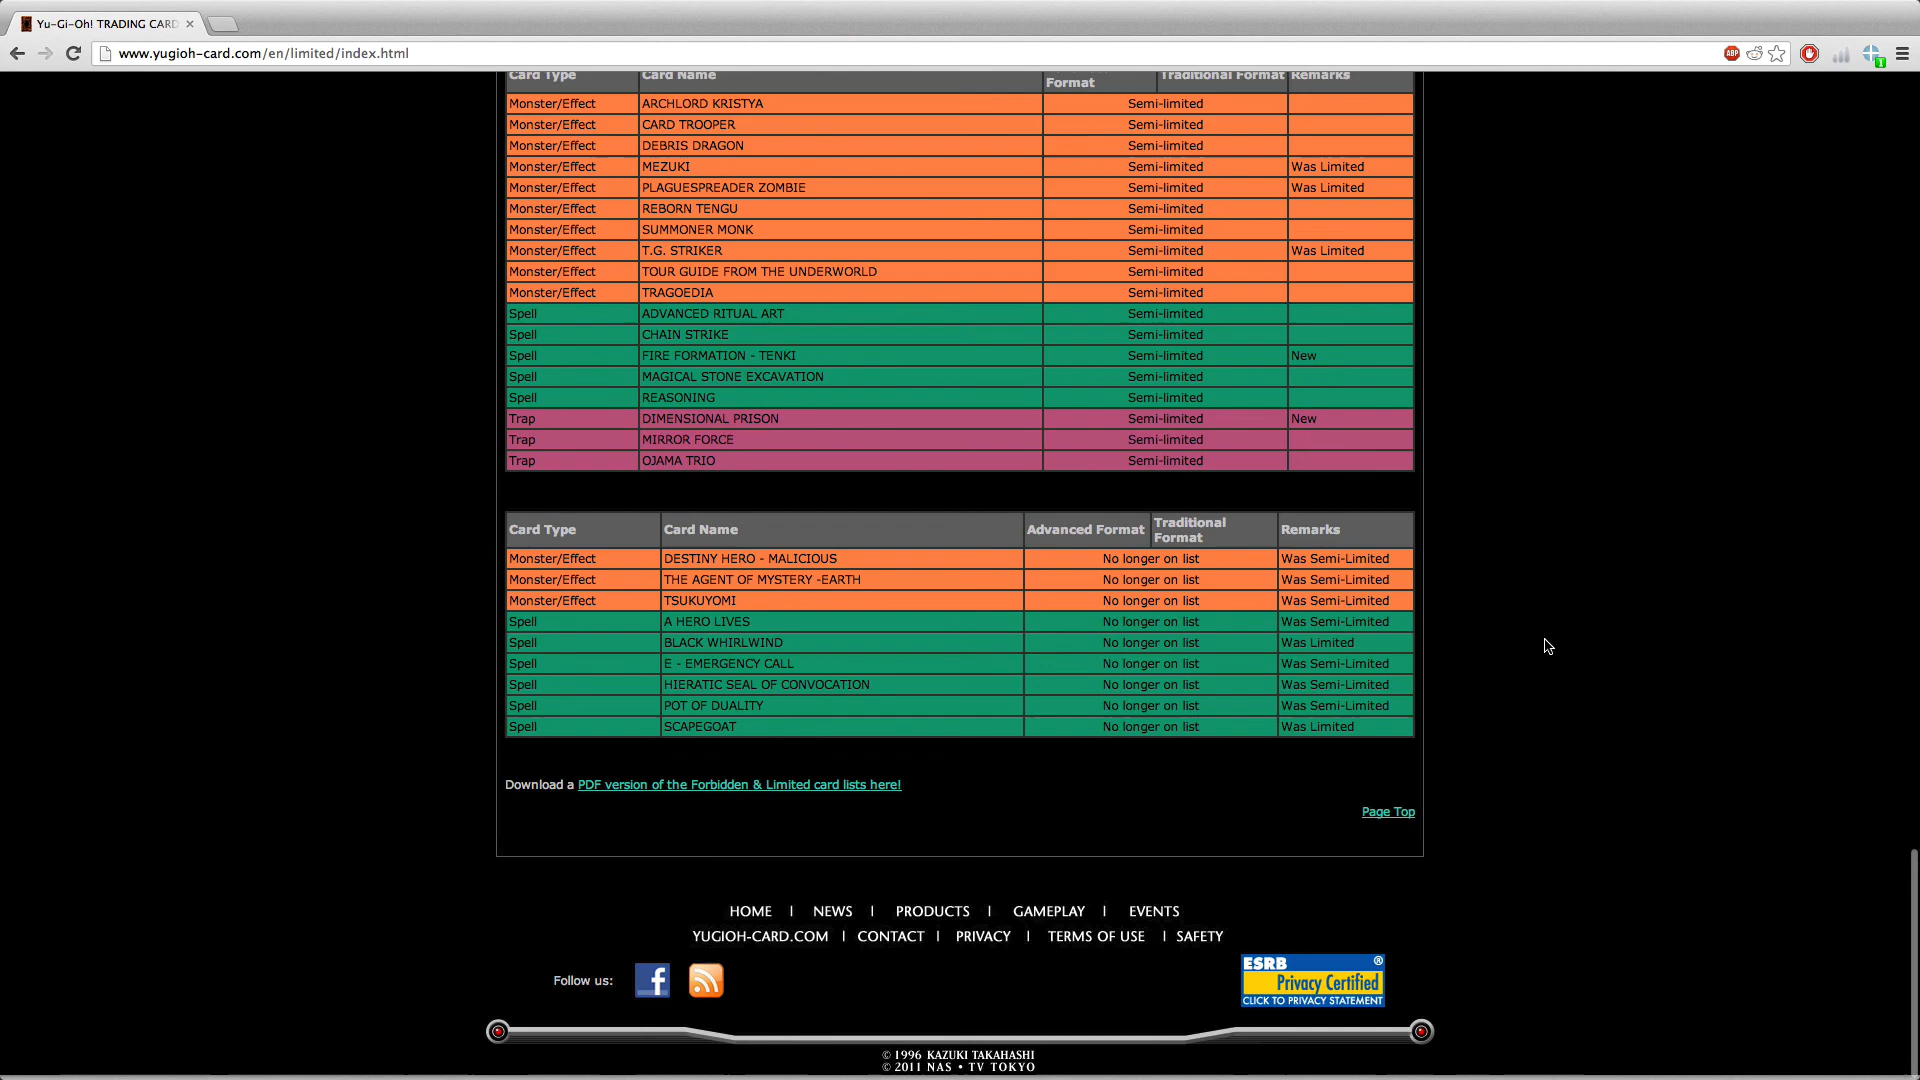 Yu-Gi-Oh! TRADING CARD
www.yugioh-card.com/en/limited/index.html
ABP
1
Card Type Card Name Format Traditional Format Remarks
Monster/Effect ARCHLORD KRISTYA Semi-limited
Monster/Effect CARD TROOPER Semi-limited
Monster/Effect DEBRIS DRAGON Semi-limited
Monster/Effect MEZUKI Semi-limited Was Limited
Monster/Effect PLAGUESPREADER ZOMBIE Semi-limited Was Limited
Monster/Effect REBORN TENGU Semi-limited
Monster/Effect SUMMONER MONK Semi-limited
Monster/Effect T.G. STRIKER Semi-limited Was Limited
Monster/Effect TOUR GUIDE FROM THE UNDERWORLD Semi-limited
Monster/Effect TRAGOEDIA Semi-limited
Spell ADVANCED RITUAL ART Semi-limited
Spell CHAIN STRIKE Semi-limited
Spell FIRE FORMATION - TENKI Semi-limited New
Spell MAGICAL STONE EXCAVATION Semi-limited
Spell REASONING Semi-limited
Trap DIMENSIONAL PRISON Semi-limited New
Trap MIRROR FORCE Semi-limited
Trap OJAMA TRIO Semi-limited
Card Type Card Name Advanced Format Traditional Format Remarks
Monster/Effect DESTINY HERO - MALICIOUS No longer on list Was Semi-Limited
Monster/Effect THE AGENT OF MYSTERY -EARTH No longer on list Was Semi-Limited
Monster/Effect TSUKUYOMI No longer on list Was Semi-Limited
Spell A HERO LIVES No longer on list Was Semi-Limited
Spell BLACK WHIRLWIND No longer on list Was Limited
Spell E - EMERGENCY CALL No longer on list Was Semi-Limited
Spell HIERATIC SEAL OF CONVOCATION No longer on list Was Semi-Limited
Spell POT OF DUALITY No longer on list Was Semi-Limited
Spell SCAPEGOAT No longer on list Was Limited
Download a PDF version of the Forbidden & Limited card lists here!
Page Top
HOME | NEWS | PRODUCTS | GAMEPLAY | EVENTS
YUGIOH-CARD.COM | CONTACT | PRIVACY | TERMS OF USE | SAFETY
Follow us:
ESRB ®
Privacy Certified
CLICK TO PRIVACY STATEMENT
© 1996 KAZUKI TAKAHASHI
© 2011 NAS • TV TOKYO